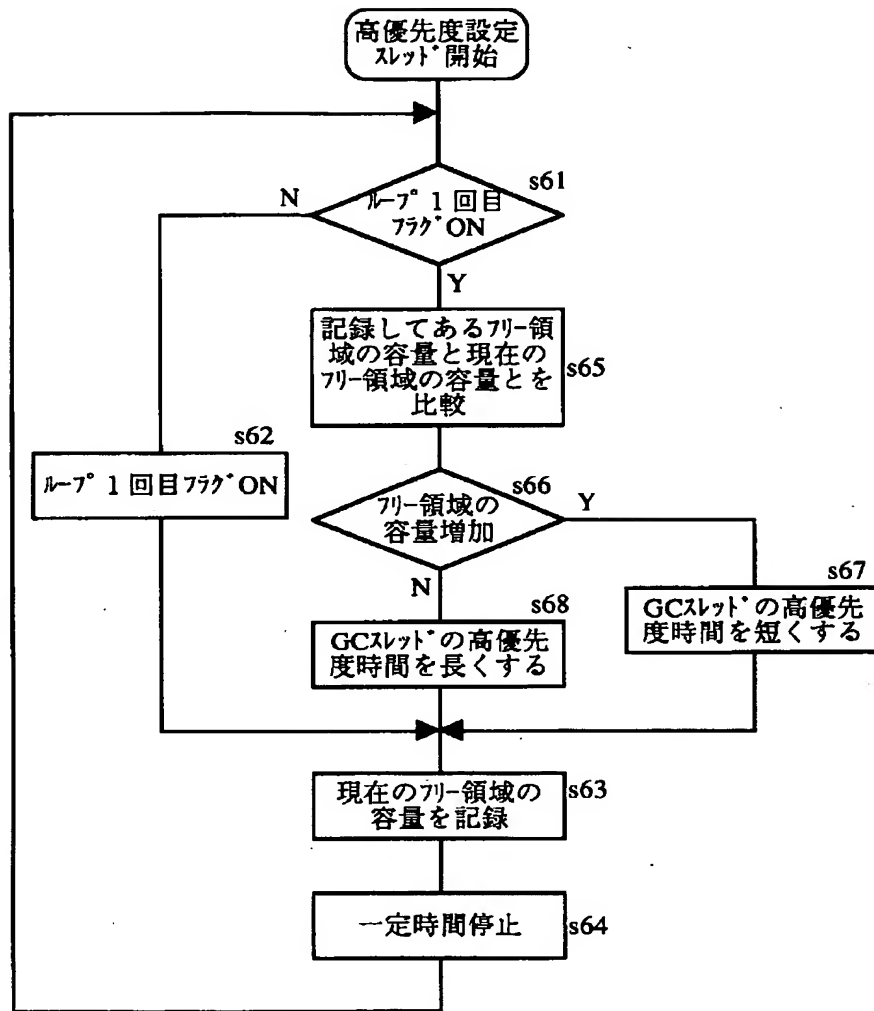 高優先度設定
ｽﾚｯﾄﾞ開始
s61
N
ﾙｰﾌﾟ1回目
ﾌﾗｸﾞON
Y
記録してあるﾌﾘｰ領
域の容量と現在の
ﾌﾘｰ領域の容量とを
比較
s65
s62
ﾙｰﾌﾟ1回目ﾌﾗｸﾞON
s66
ﾌﾘｰ領域の
容量増加
Y
N
s67
GCｽﾚｯﾄﾞの高優先
度時間を短くする
s68
GCｽﾚｯﾄﾞの高優先
度時間を長くする
現在のﾌﾘｰ領域の
容量を記録
s63
一定時間停止
s64